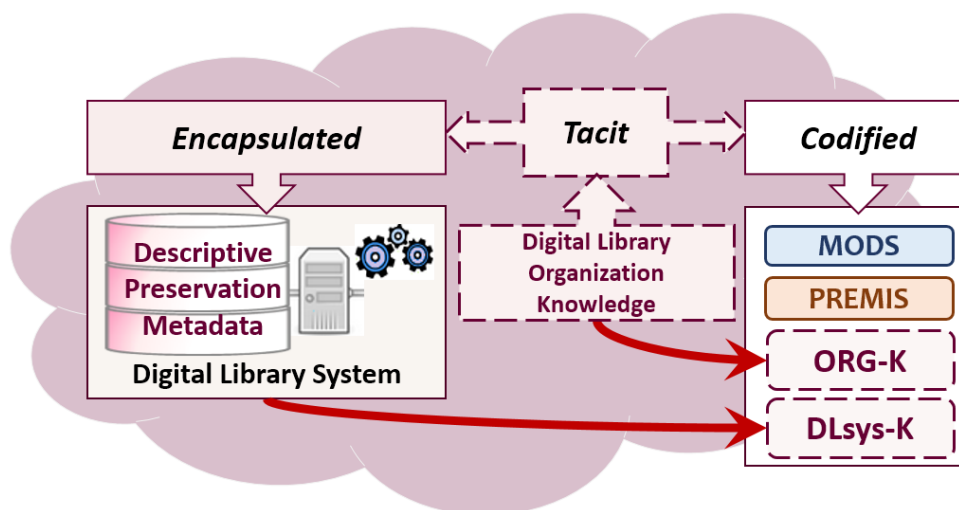 Encapsulated
Tacit
Codified
Descriptive
Preservation
Metadata
Digital Library System
Digital Library
Organization
Knowledge
MODS
PREMIS
ORG-K
DLsys-K